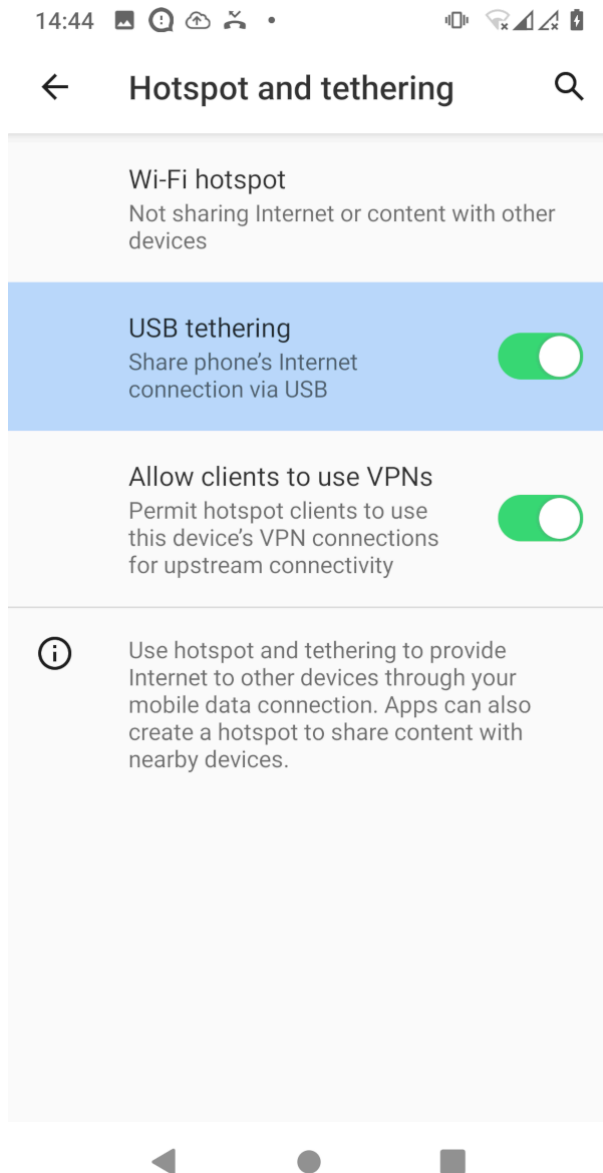 14:44
Hotspot and tethering
Wi-Fi hotspot
Not sharing Internet or content with other
devices
USB tethering
Share phone's Internet
connection via USB
Allow clients to use VPNs
Permit hotspot clients to use
this device's VPN connections
for upstream connectivity
Use hotspot and tethering to provide
Internet to other devices through your
mobile data connection. Apps can also
create a hotspot to share content with
nearby devices.